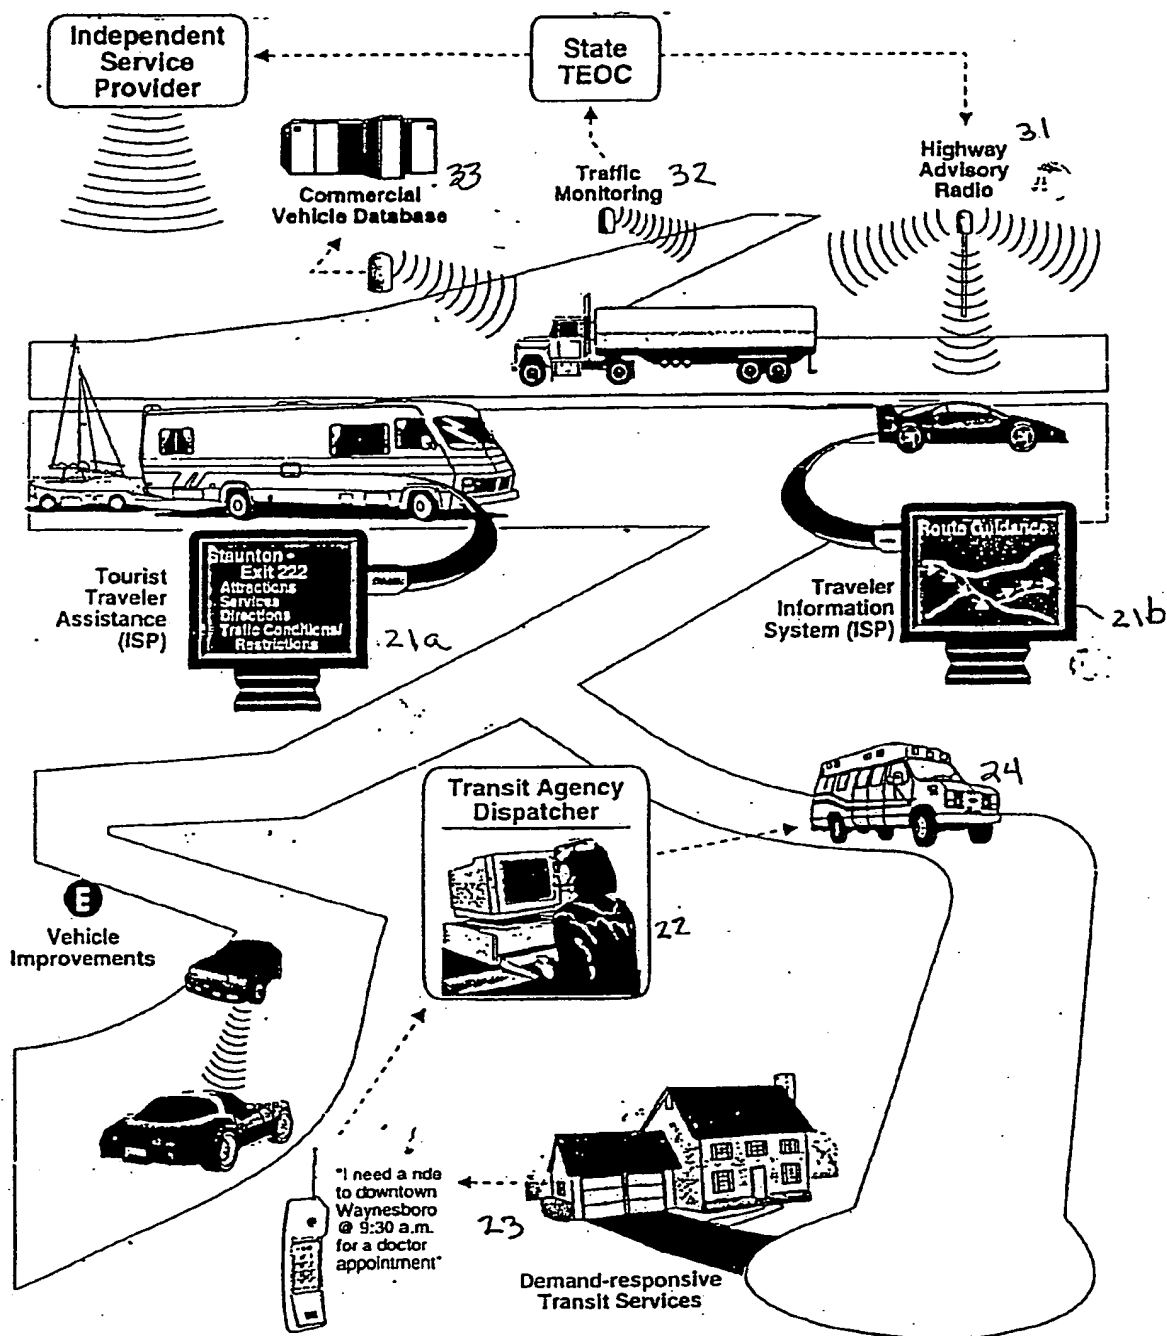 Independent
Service
Provider
State
TEOC
33
Commercial
Vehicle Database
Traffic
Monitoring
32
31
Highway
Advisory
Radio
Tourist
Traveler
Assistance
(ISP)
Staunton -
Exit 222
Attractions
Services
Directions
Traffic Conditions/
Restrictions
21a
Traveler
Information
System (ISP)
Route Guidance
21b
Transit Agency
Dispatcher
22
24
E
Vehicle
Improvements
"I need a ride
to downtown
Waynesboro
@ 9:30 a.m.
for a doctor
appointment"
23
Demand-responsive
Transit Services